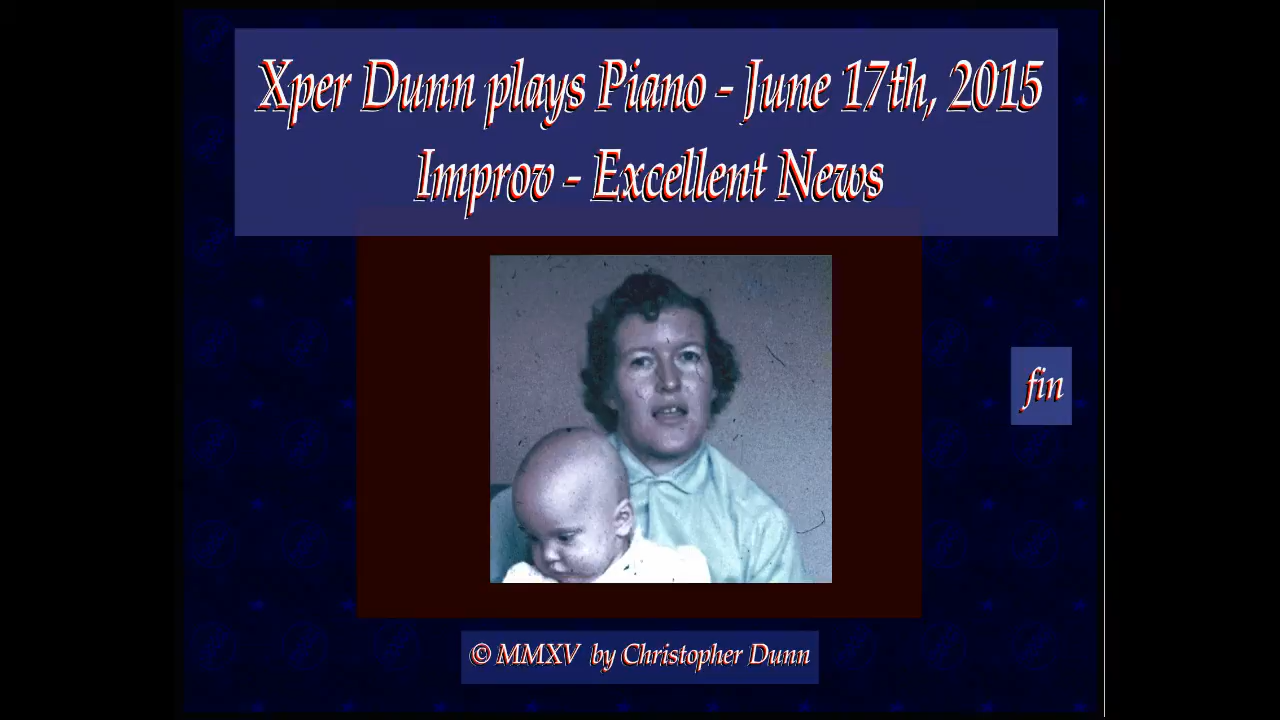 Xper Dunn plays Piano - June 17th, 2015
Improv - Excellent News
fin
© MMXV by Christopher Dunn